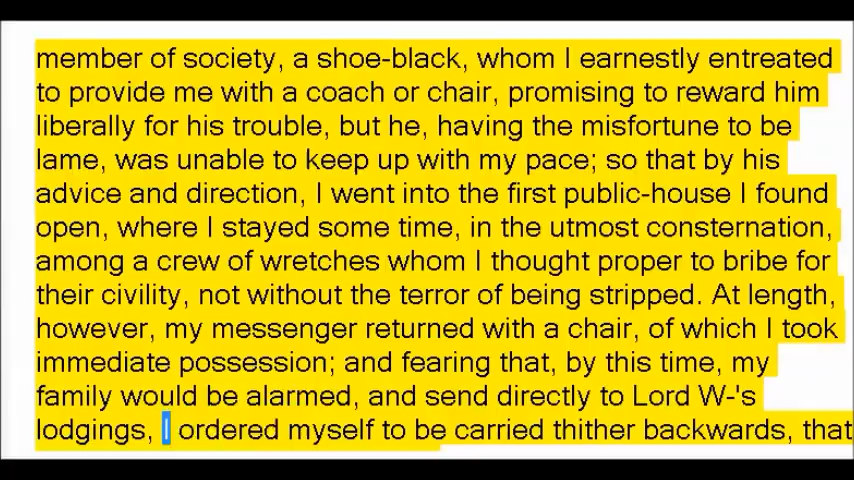 member of society, a shoe-black, whom I earnestly entreated
to provide me with a coach or chair, promising to reward him
liberally for his trouble, but he, having the misfortune to be
lame, was unable to keep up with my pace; so that by his
advice and direction, I went into the first public-house I found
open, where I stayed some time, in the utmost consternation,
among a crew of wretches whom I thought proper to bribe for
their civility, not without the terror of being stripped. At length,
however, my messenger returned with a chair, of which I took
immediate possession; and fearing that, by this time, my
family would be alarmed, and send directly to Lord W-'s
lodgings, I ordered myself to be carried thither backwards, that